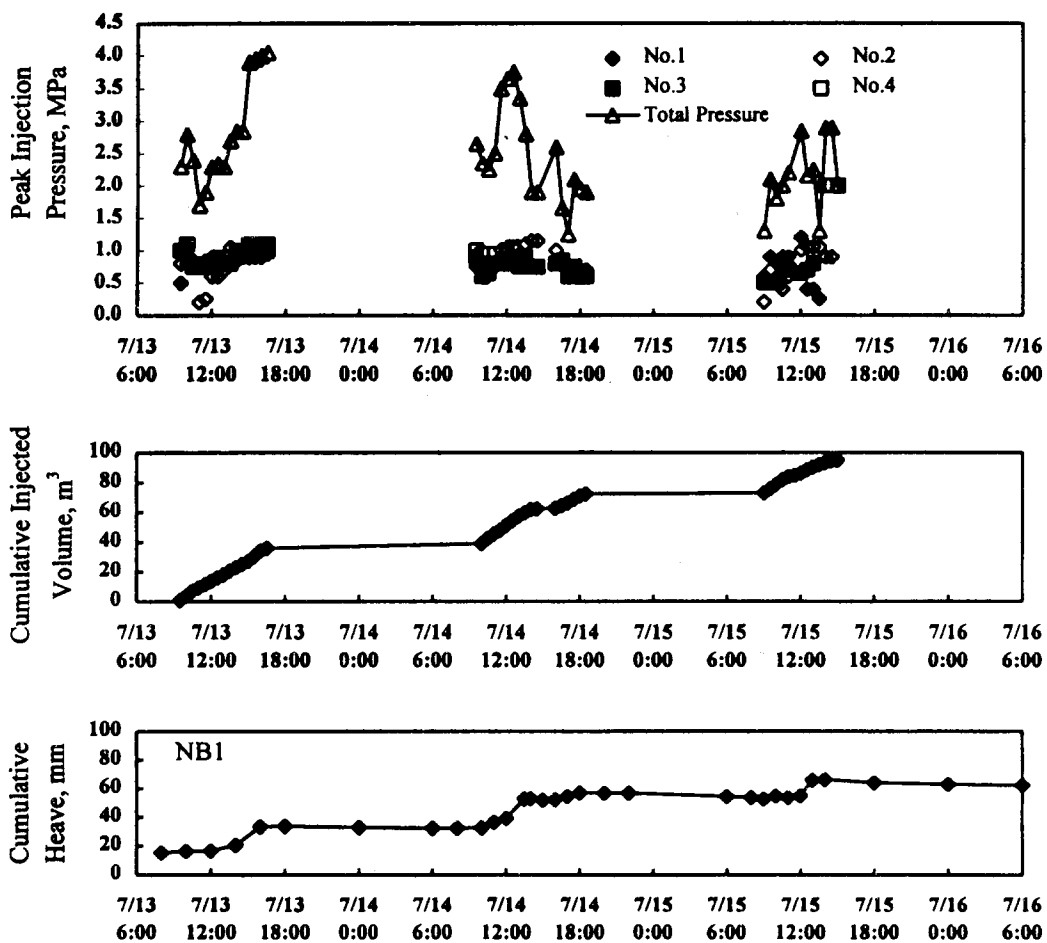 Peak Injection
Pressure, MPa
4.5
4.0
3.5
3.0
2.5
2.0
1.5
1.0
0.5
0.0
No.1
No.2
No.3
No.4
Total Pressure
7/13 7/13 7/13 7/14 7/14 7/14 7/14 7/15 7/15 7/15 7/15 7/16 7/16
6:00 12:00 18:00 0:00 6:00 12:00 18:00 0:00 6:00 12:00 18:00 0:00 6:00
Cumulative Injected
Volume, m³
100
80
60
40
20
0
7/13 7/13 7/13 7/14 7/14 7/14 7/14 7/15 7/15 7/15 7/15 7/16 7/16
6:00 12:00 18:00 0:00 6:00 12:00 18:00 0:00 6:00 12:00 18:00 0:00 6:00
Cumulative
Heave, mm
100
80
60
40
20
0
NB1
7/13 7/13 7/13 7/14 7/14 7/14 7/14 7/15 7/15 7/15 7/15 7/16 7/16
6:00 12:00 18:00 0:00 6:00 12:00 18:00 0:00 6:00 12:00 18:00 0:00 6:00